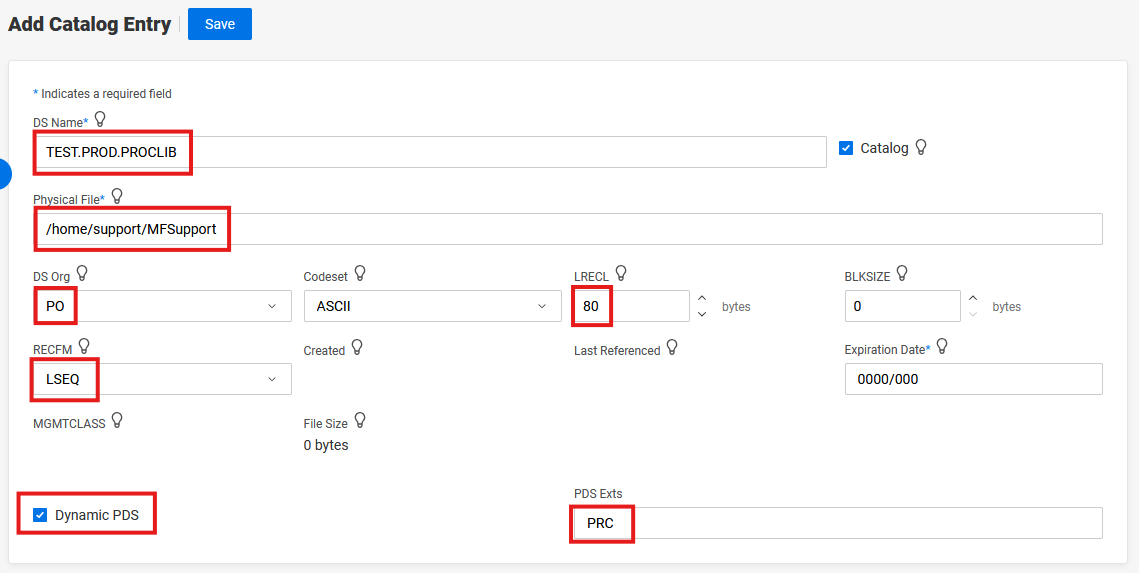 Add Catalog Entry Save
* Indicates a required field
DS Name*
TEST.PROD.PROCLIB Catalog
Physical File*
/home/support/MFSupport
DS Org Codeset LRECL BLKSIZE
PO ASCII 80 bytes 0 bytes
RECFM Created Last Referenced Expiration Date*
LSEQ 0000/000
MGMTCLASS File Size
0 bytes
PDS Exts
Dynamic PDS PRC